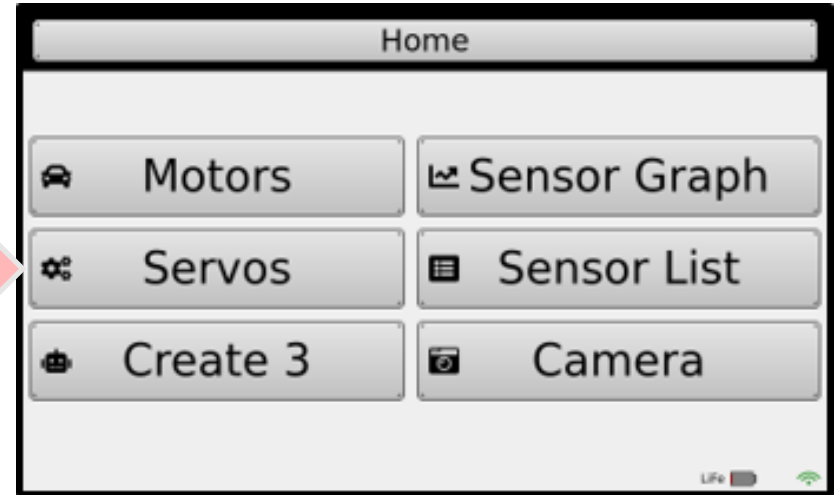 Home
Motors
Sensor Graph
Servos
Sensor List
Create 3
Camera
LiFe